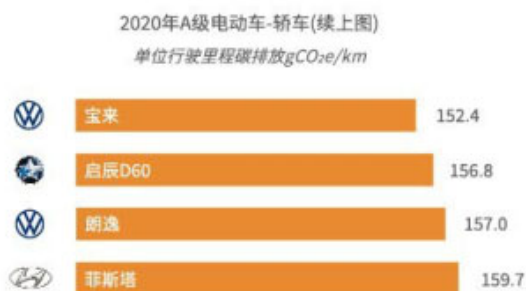 2020年A级电动车-轿车(续上图)
单位行驶里程碳排放gCO₂e/km
宝来 152.4
启辰D60 156.8
朗逸 157.0
菲斯塔 159.7